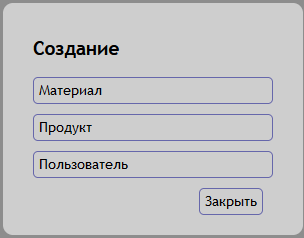 Создание
Материал
Продукт
Пользователь
Закрыть